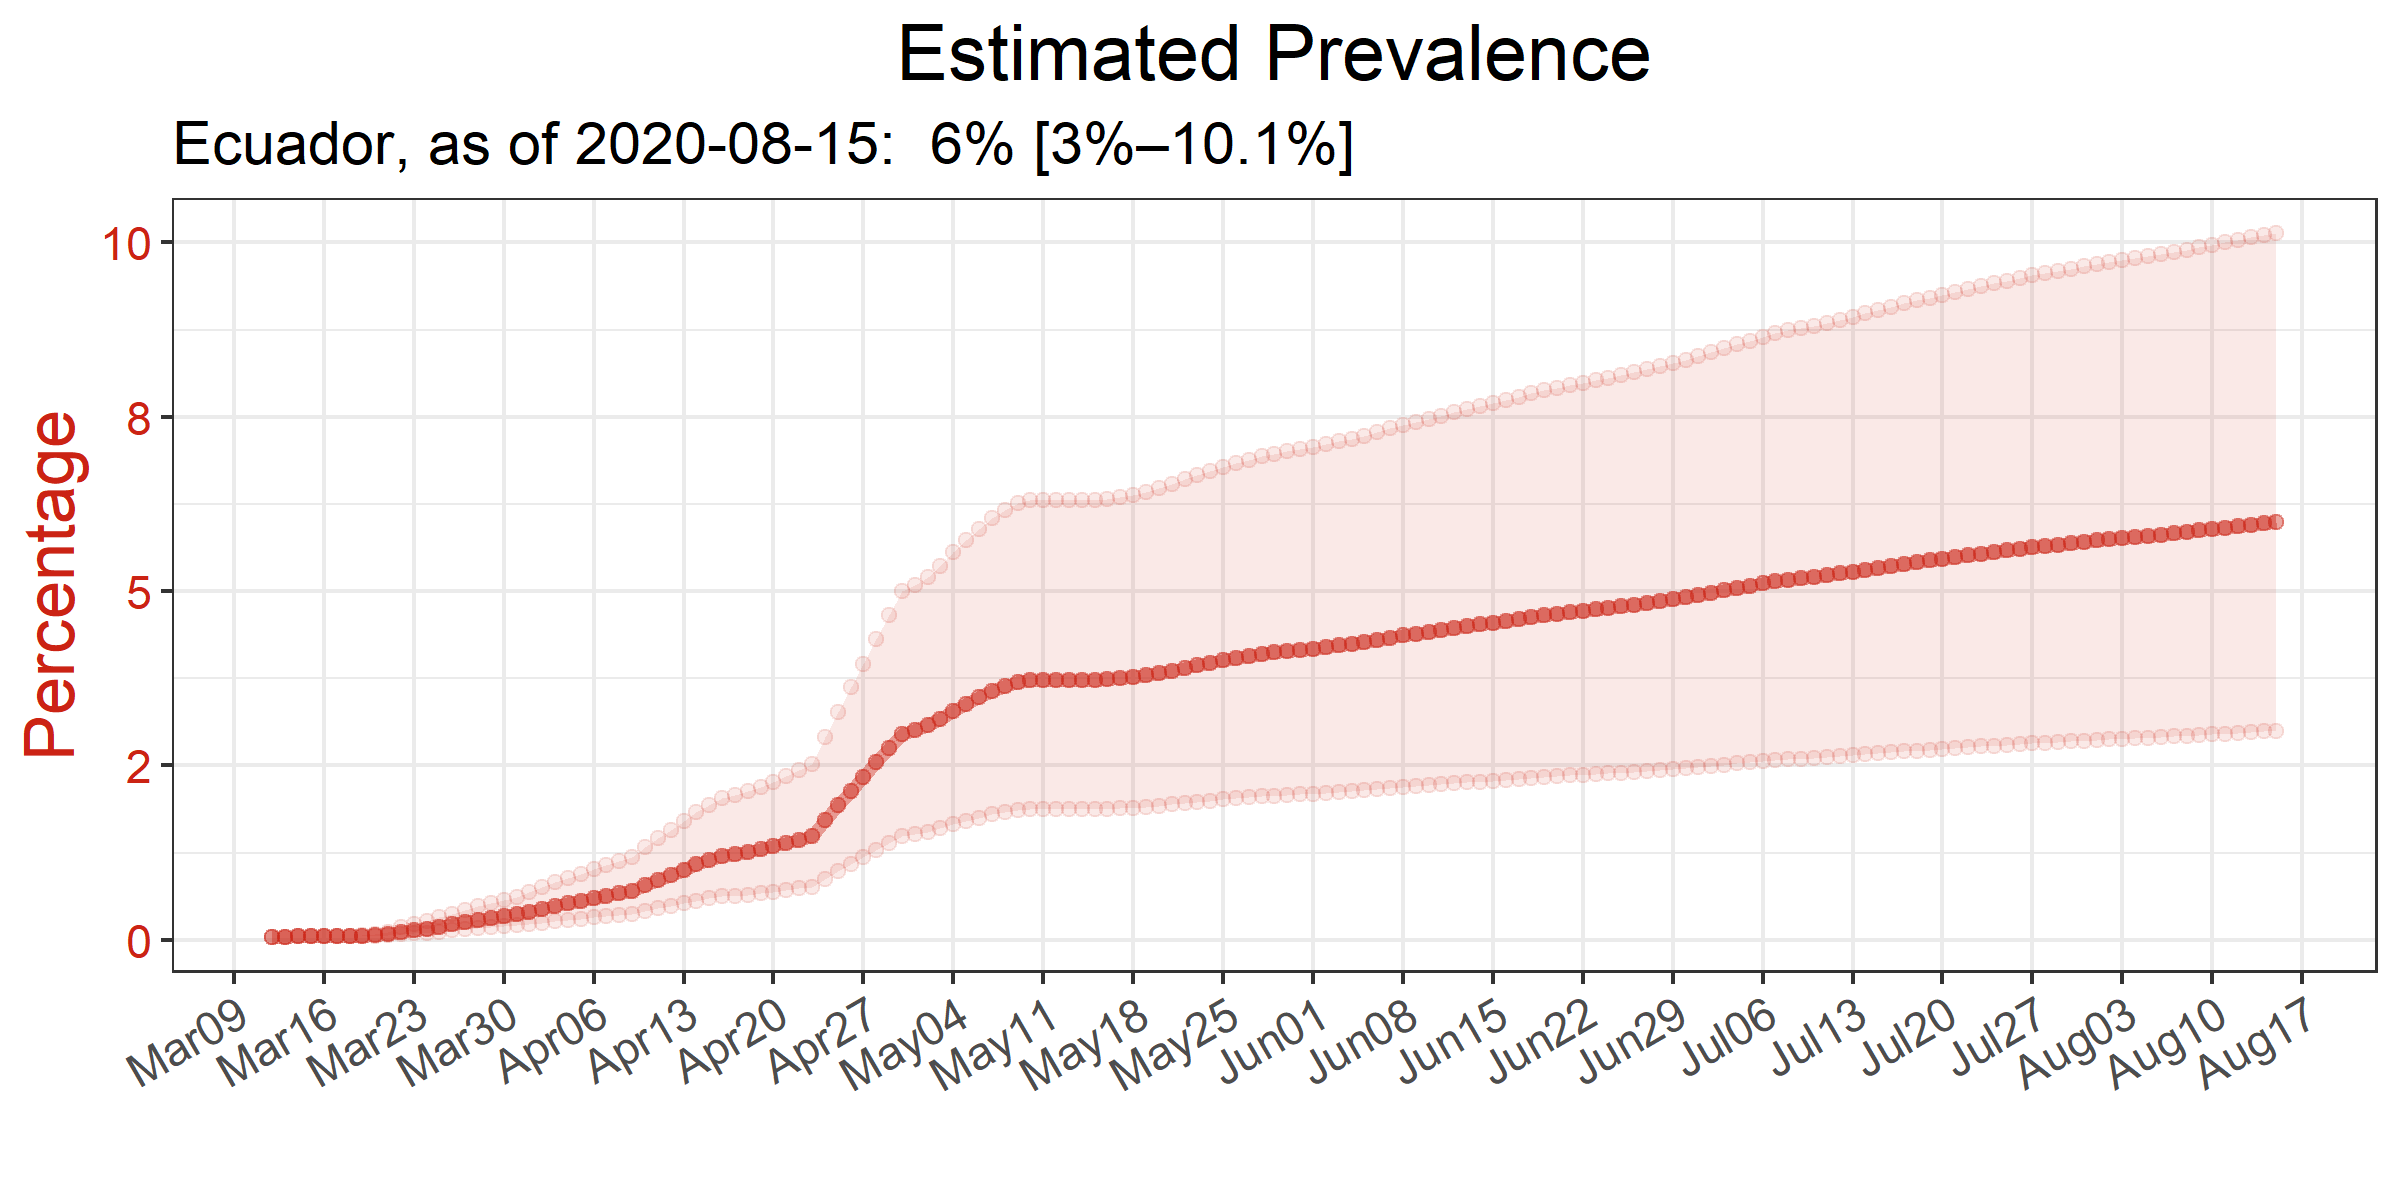 Estimated Prevalence
Ecuador, as of 2020-08-15:  6% [3%–10.1%]
Percentage
10
8
5
2
0
Mar09
Mar16
Mar23
Mar30
Apr06
Apr13
Apr20
Apr27
May04
May11
May18
May25
Jun01
Jun08
Jun15
Jun22
Jun29
Jul06
Jul13
Jul20
Jul27
Aug03
Aug10
Aug17